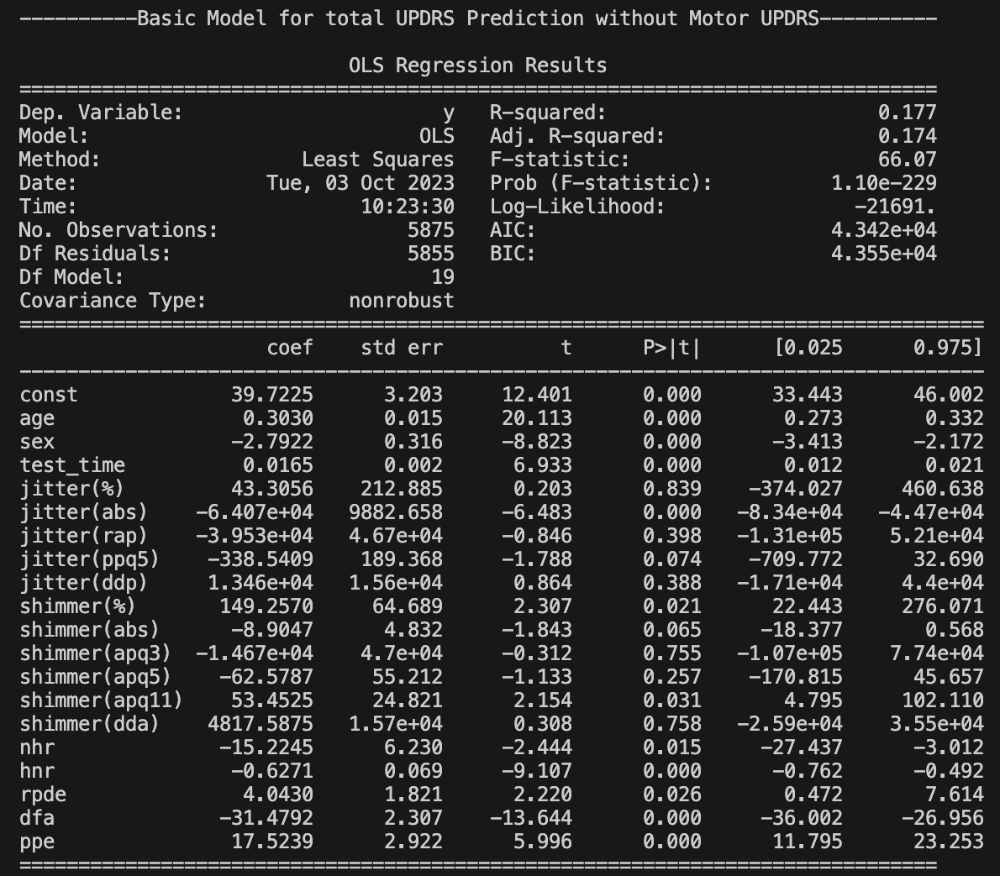 ----------Basic Model for total UPDRS Prediction without Motor UPDRS----------
OLS Regression Results
==============================================================================
Dep. Variable:                      y   R-squared:                       0.177
Model:                            OLS   Adj. R-squared:                  0.174
Method:                 Least Squares   F-statistic:                     66.07
Date:                Tue, 03 Oct 2023   Prob (F-statistic):          1.10e-229
Time:                        10:23:30   Log-Likelihood:                -21691.
No. Observations:                5875   AIC:                         4.342e+04
Df Residuals:                    5855   BIC:                         4.355e+04
Df Model:                          19
Covariance Type:            nonrobust
==================================================================================
                     coef    std err          t      P>|t|      [0.025      0.975]
----------------------------------------------------------------------------------
const             39.7225      3.203     12.401      0.000      33.443      46.002
age                0.3030      0.015     20.113      0.000       0.273       0.332
sex               -2.7922      0.316     -8.823      0.000      -3.413      -2.172
test_time          0.0165      0.002      6.933      0.000       0.012       0.021
jitter(%)         43.3056    212.885      0.203      0.839    -374.027     460.638
jitter(abs)    -6.407e+04   9882.658     -6.483      0.000   -8.34e+04   -4.47e+04
jitter(rap)    -3.953e+04   4.67e+04     -0.846      0.398   -1.31e+05    5.21e+04
jitter(ppq5)    -338.5409    189.368     -1.788      0.074    -709.772      32.690
jitter(ddp)     1.346e+04   1.56e+04      0.864      0.388   -1.71e+04     4.4e+04
shimmer(%)       149.2570     64.689      2.307      0.021      22.443     276.071
shimmer(abs)      -8.9047      4.832     -1.843      0.065     -18.377       0.568
shimmer(apq3)  -1.467e+04    4.7e+04     -0.312      0.755   -1.07e+05    7.74e+04
shimmer(apq5)    -62.5787     55.212     -1.133      0.257    -170.815      45.657
shimmer(apq11)    53.4525     24.821      2.154      0.031       4.795     102.110
shimmer(dda)    4817.5875   1.57e+04      0.308      0.758   -2.59e+04    3.55e+04
nhr              -15.2245      6.230     -2.444      0.015     -27.437      -3.012
hnr               -0.6271      0.069     -9.107      0.000      -0.762      -0.492
rpde               4.0430      1.821      2.220      0.026       0.472       7.614
dfa              -31.4792      2.307    -13.644      0.000     -36.002     -26.956
ppe               17.5239      2.922      5.996      0.000      11.795      23.253
==============================================================================